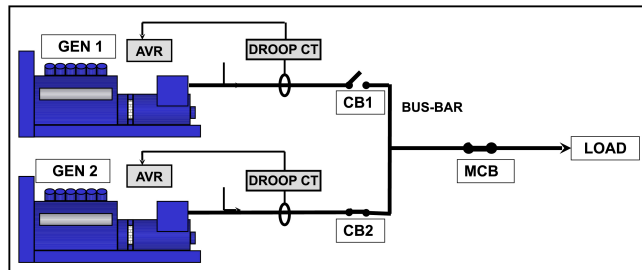 GEN 1
AVR
DROOP CT
CB1
BUS-BAR
LOAD
MCB
GEN 2
AVR
DROOP CT
CB2